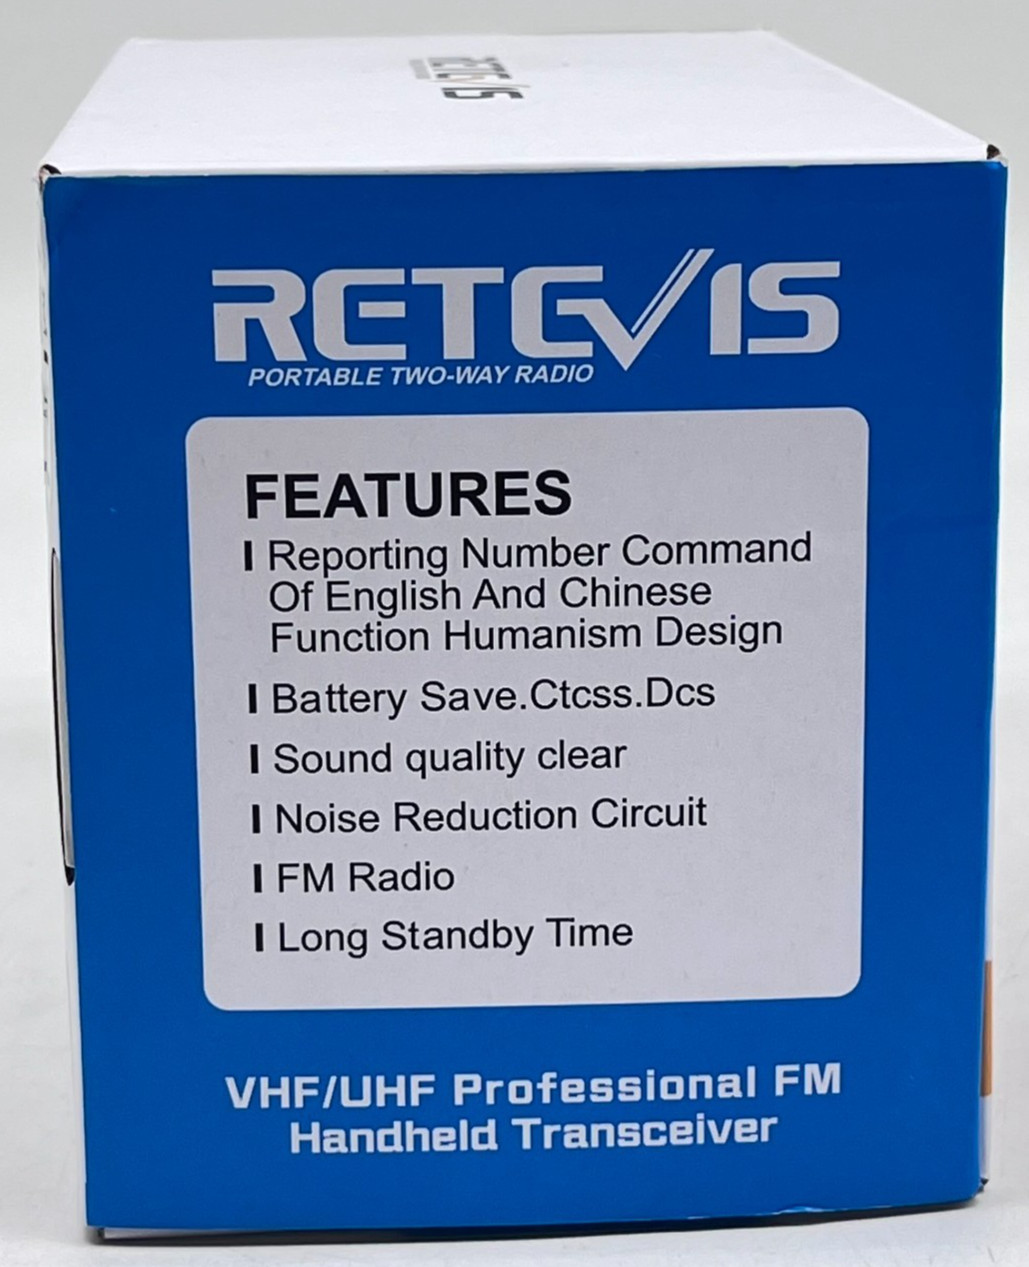 RETEVIS
RETEVIS
PORTABLE TWO-WAY RADIO
FEATURES
Reporting Number Command
Of English And Chinese
Function Humanism Design
Battery Save.Ctcss.Dcs
Sound quality clear
Noise Reduction Circuit
FM Radio
Long Standby Time
VHF/UHF Professional FM
Handheld Transceiver